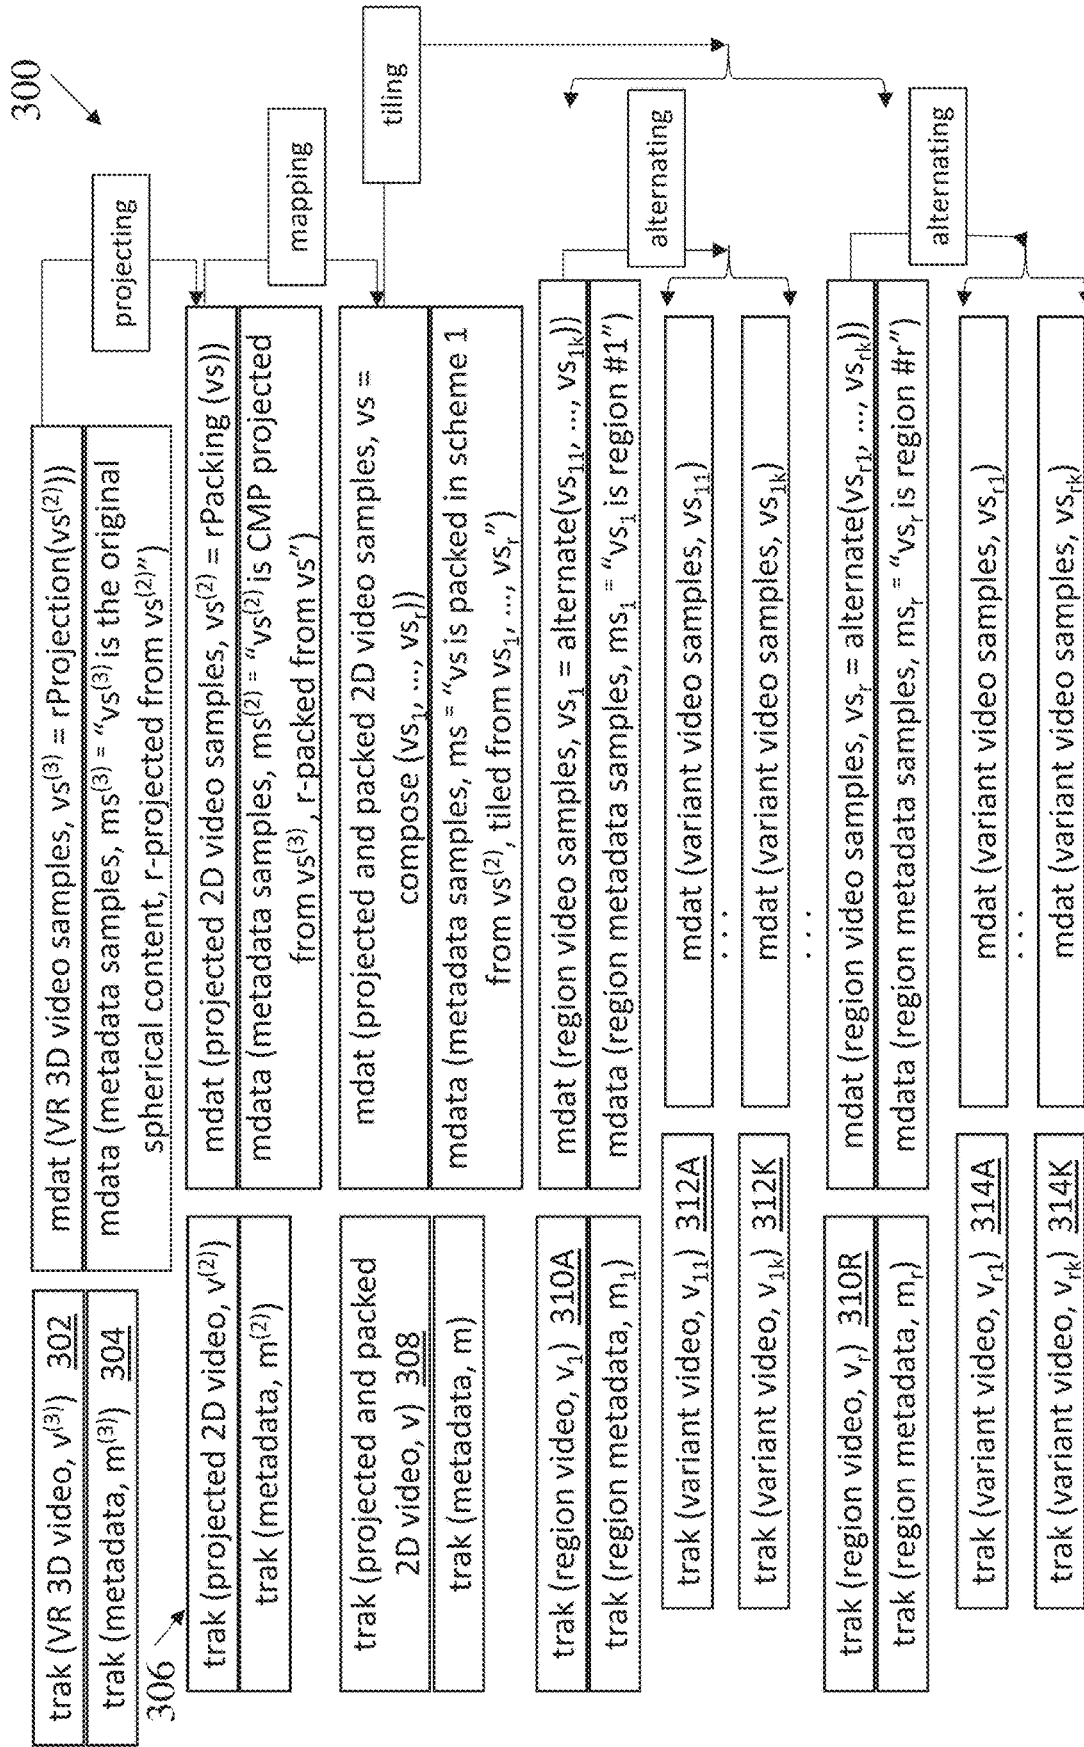 300
projecting
mapping
tiling
alternating
alternating
trak (VR 3D video, v(3)) 302
trak (metadata, m(3)) 304
mdat (VR 3D video samples, vs(3) = rProjection(vs(2)))
mdata (metadata samples, ms(3) = “vs(3) is the original
spherical content, r-projected from vs(2)”)
306
trak (projected 2D video, v(2))
trak (metadata, m(2))
mdat (projected 2D video samples, vs(2) = rPacking (vs))
mdata (metadata samples, ms(2) = “vs(2) is CMP projected
from vs(3), r-packed from vs”)
trak (projected and packed
2D video, v) 308
trak (metadata, m)
mdat (projected and packed 2D video samples, vs =
compose (vs1, ..., vsr))
mdata (metadata samples, ms = “vs is packed in scheme 1
from vs(2), tiled from vs1, ..., vsr”)
trak (region video, v1) 310A
trak (region metadata, m1)
mdat (region video samples, vs1 = alternate(vs11, ..., vs1k))
mdata (region metadata samples, ms1 = “vs1 is region #1”)
trak (variant video, v11) 312A
mdat (variant video samples, vs11)
. . .
trak (variant video, v1k) 312K
mdat (variant video samples, vs1k)
. . .
trak (region video, vr) 310R
trak (region metadata, mr)
mdat (region video samples, vsr = alternate(vsr1, ..., vsrk))
mdata (region metadata samples, msr = “vsr is region #r”)
trak (variant video, vr1) 314A
mdat (variant video samples, vsr1)
. . .
trak (variant video, vrk) 314K
mdat (variant video samples, vsrk)